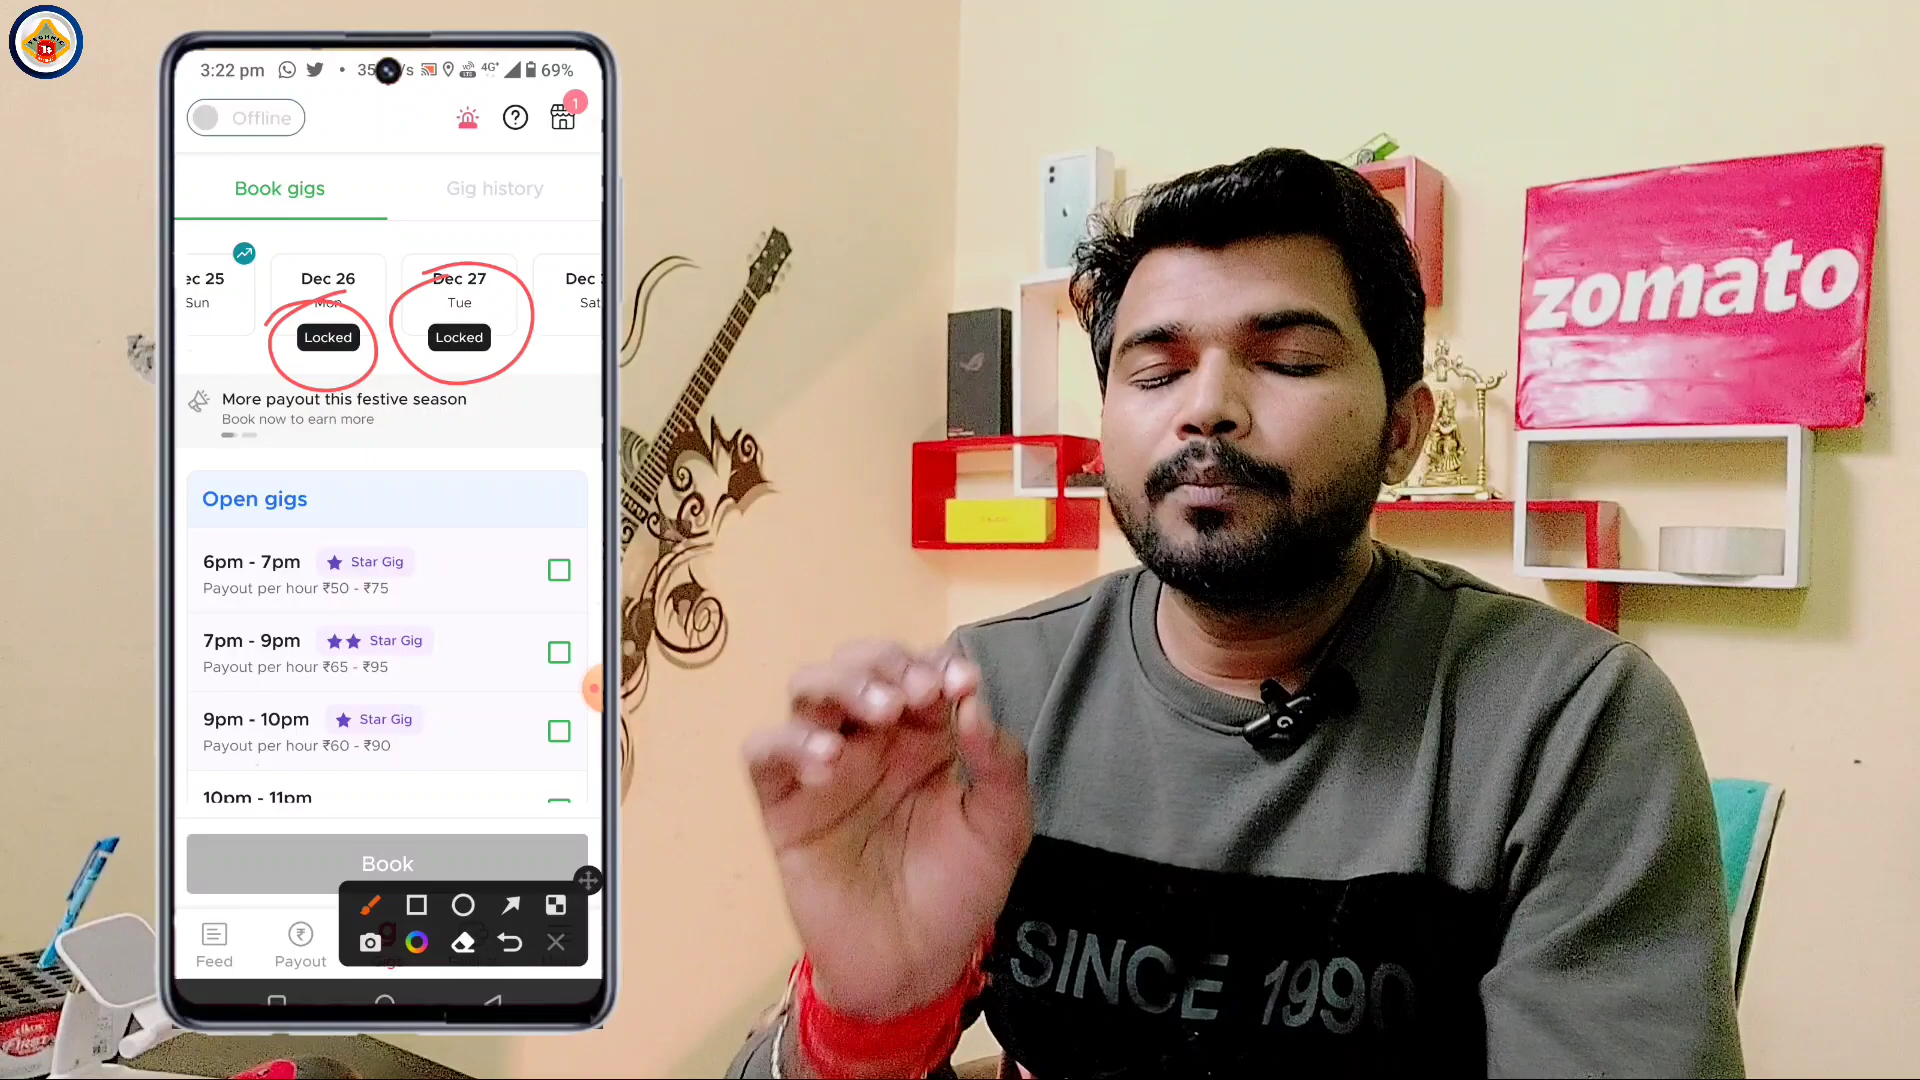 3:22 pm
4G+
69%
Offline
1
Book gigs
Gig history
ec 25
Sun
Dec 26
Mon
Locked
Dec 27
Tue
Locked
Dec
Sat
More payout this festive season
Book now to earn more
Open gigs
6pm - 7pm
Star Gig
Payout per hour ₹50 - ₹75
7pm - 9pm
Star Gig
Payout per hour ₹65 - ₹95
9pm - 10pm
Star Gig
Payout per hour ₹60 - ₹90
10pm - 11pm
Book
Feed
Payout
zomato
SINCE 1990